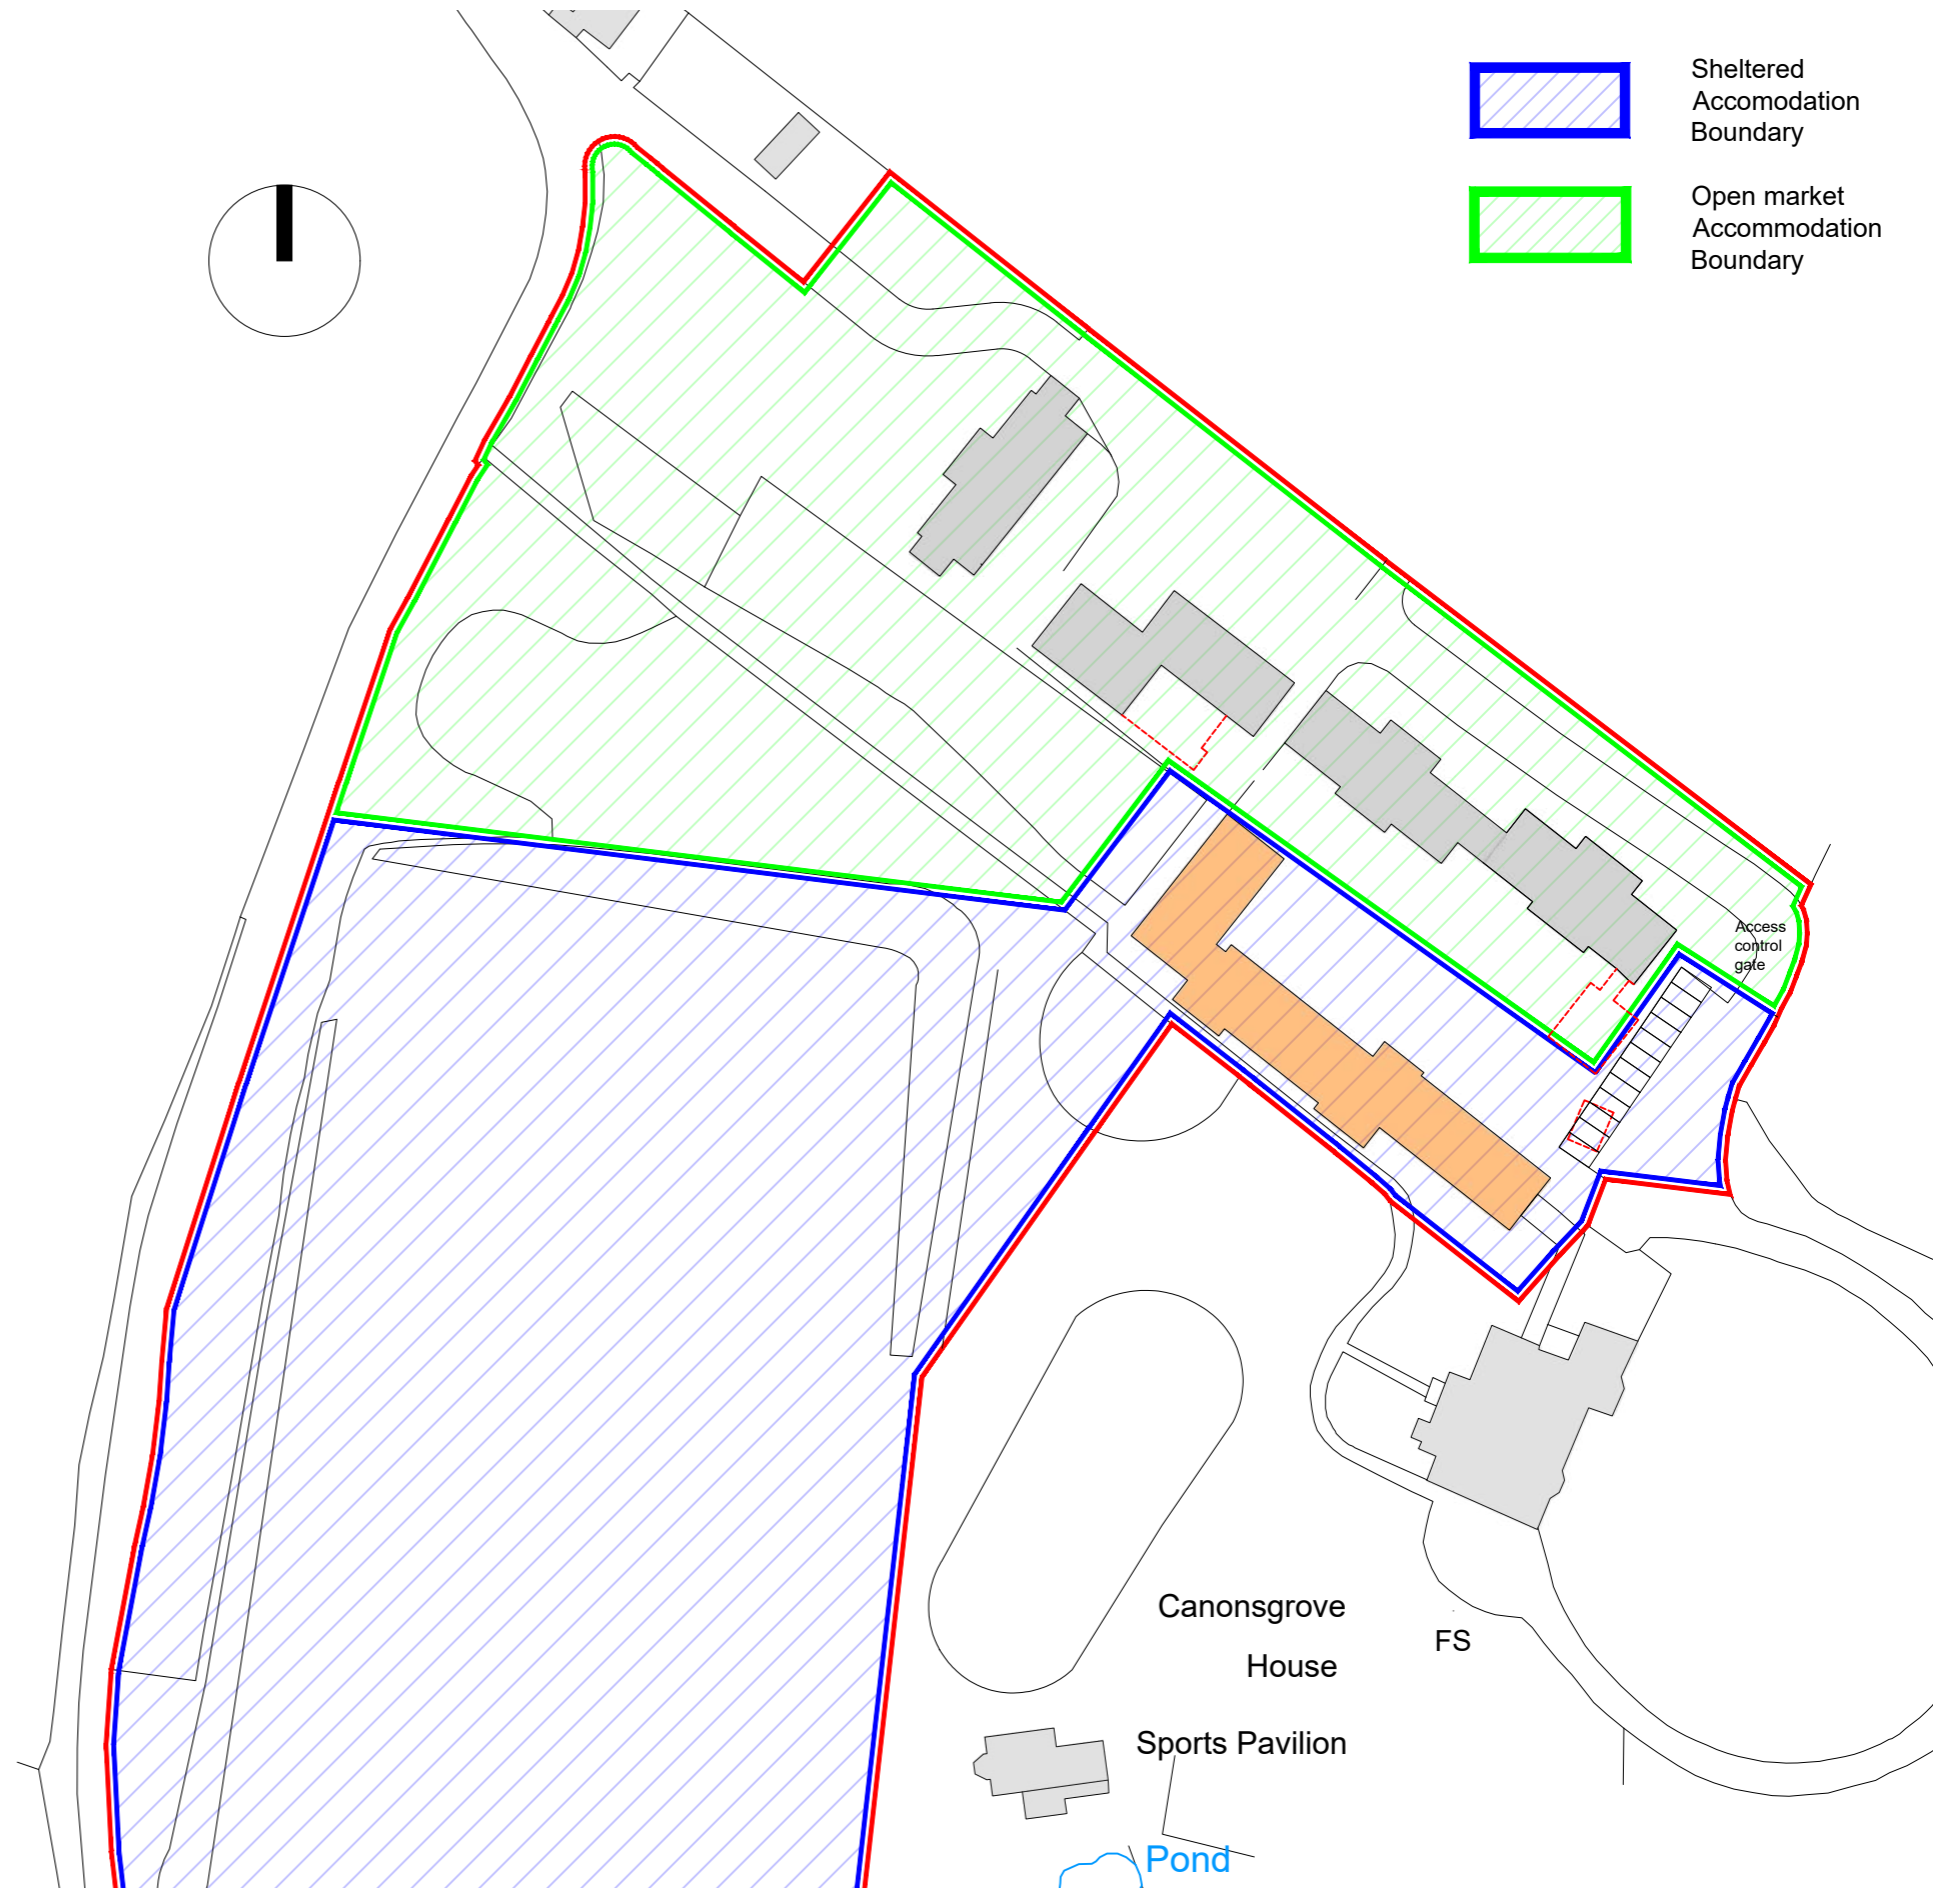 Sheltered
Accomodation
Boundary
Open market
Accommodation
Boundary
Access
control
gate
Canonsgrove
House
FS
Sports Pavilion
Pond